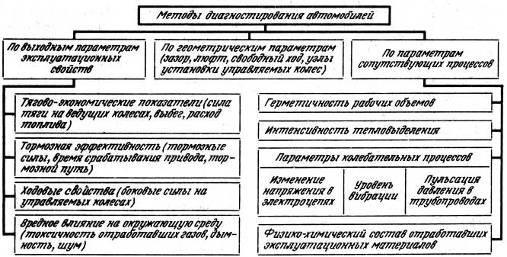 Методы диагностирования автомобилей
По выходным параметрам
эксплуатационных
свойств
По геометрическим параметрам
(зазор, люфт, свободный ход, узлы
установки управляемых колес)
По параметрам
сопутствующих процессов
Тягово-экономические показатели (сила
тяги на ведущих колесах, выбег, расход
топлива)
Тормозная эффективность (тормозные
силы, время срабатывания привода, тор-
мозной путь)
Ходовые свойства (боковые силы на
управляемых колесах)
Вредное влияние на окружающую среду
(токсичность отработавших газов, дым-
ность, шум)
Герметичность рабочих объемов
Интенсивность тепловыделения
Параметры колебательных процессов
Изменение
напряжения в
электроцепях
Уровень
вибрации
Пульсация
давления в
трубопроводах
Физико-химический состав отработавших
эксплуатационных материалов